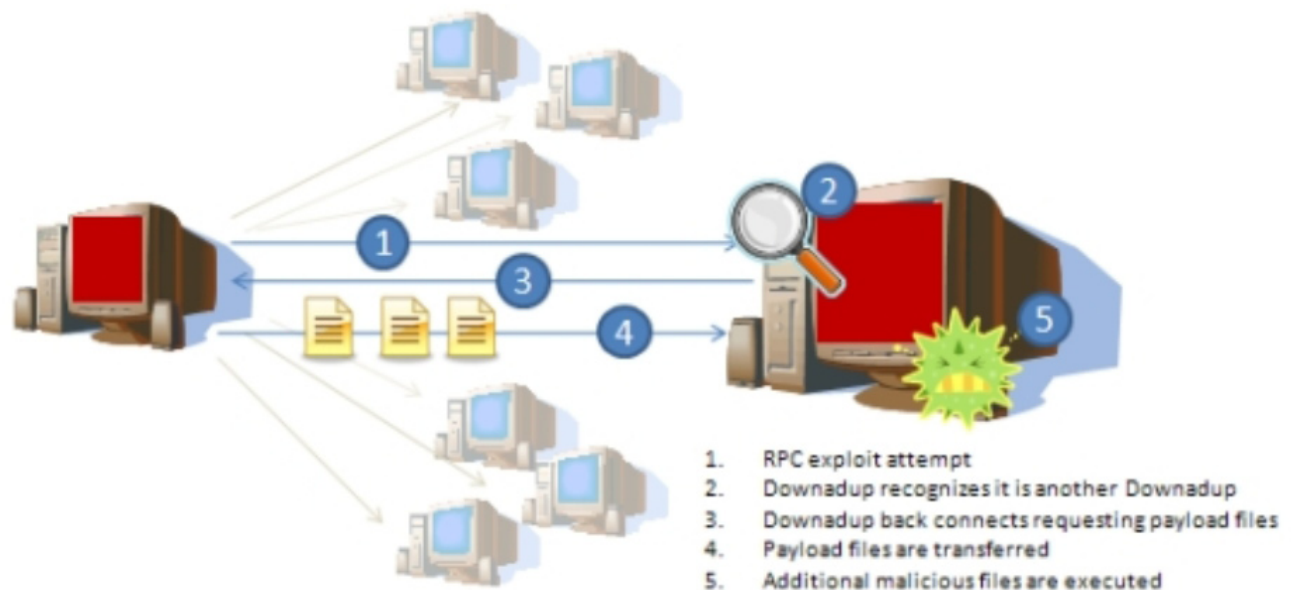 1
2
3
4
5
1. RPC exploit attempt
2. Downadup recognizes it is another Downadup
3. Downadup back connects requesting payload files
4. Payload files are transferred
5. Additional malicious files are executed